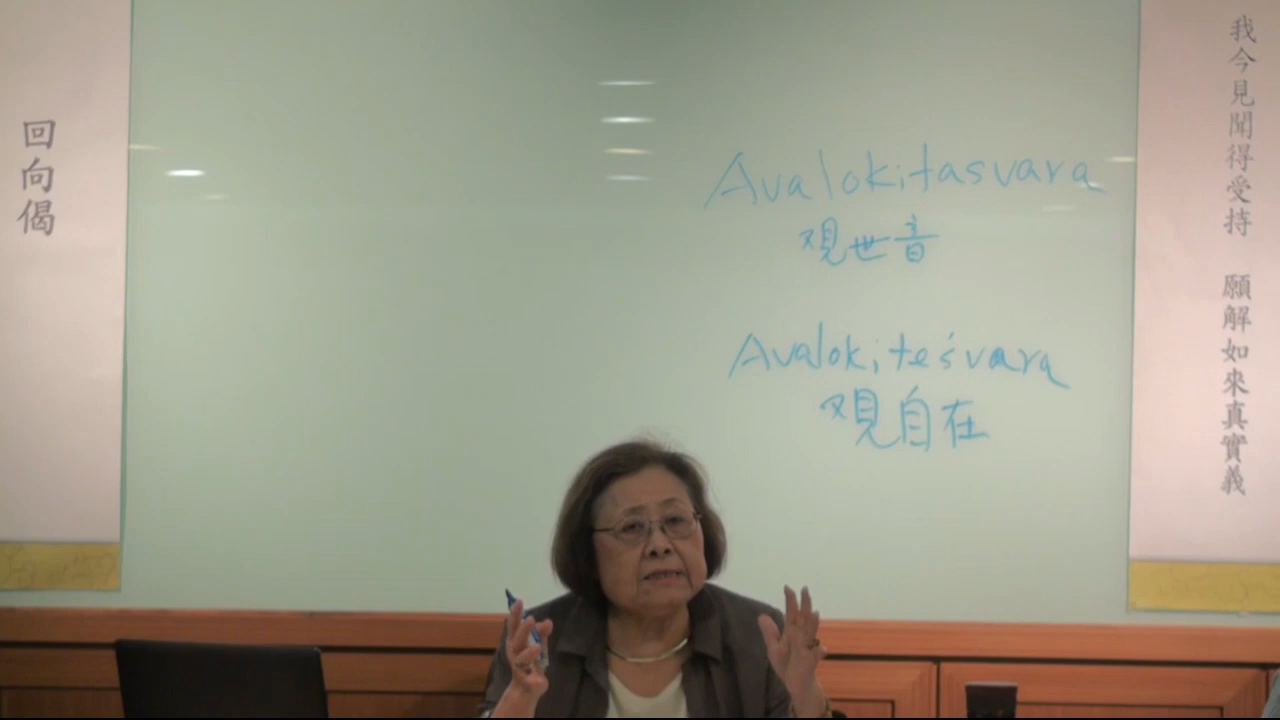 回向偈
Avalokitasvara
观世音
Avalokiteśvara
观自在
我今見聞得受持 願解如來真實義